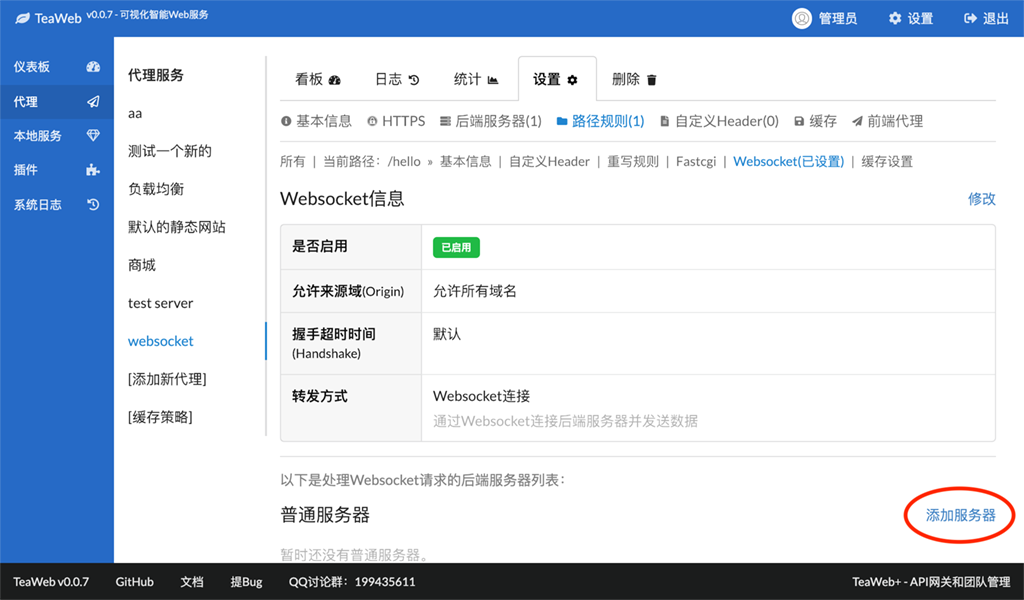 TeaWeb v0.0.7 - 可视化智能Web服务
管理员 设置 退出
仪表板
代理
本地服务
插件
系统日志
代理服务
aa
测试一个新的
负载均衡
默认的静态网站
商城
test server
websocket
[添加新代理]
[缓存策略]
看板 日志 统计 设置 删除
基本信息 HTTPS 后端服务器(1) 路径规则(1) 自定义Header(0) 缓存 前端代理
所有 | 当前路径：/hello » 基本信息 | 自定义Header | 重写规则 | Fastcgi | Websocket(已设置) | 缓存设置
Websocket信息 修改
是否启用 已启用
允许来源域(Origin) 允许所有域名
握手超时时间 默认
(Handshake)
转发方式 Websocket连接
通过Websocket连接后端服务器并发送数据
以下是处理Websocket请求的后端服务器列表：
普通服务器 添加服务器
暂时还没有普通服务器。
TeaWeb v0.0.7 GitHub 文档 提Bug QQ讨论群：199435611 TeaWeb+ - API网关和团队管理